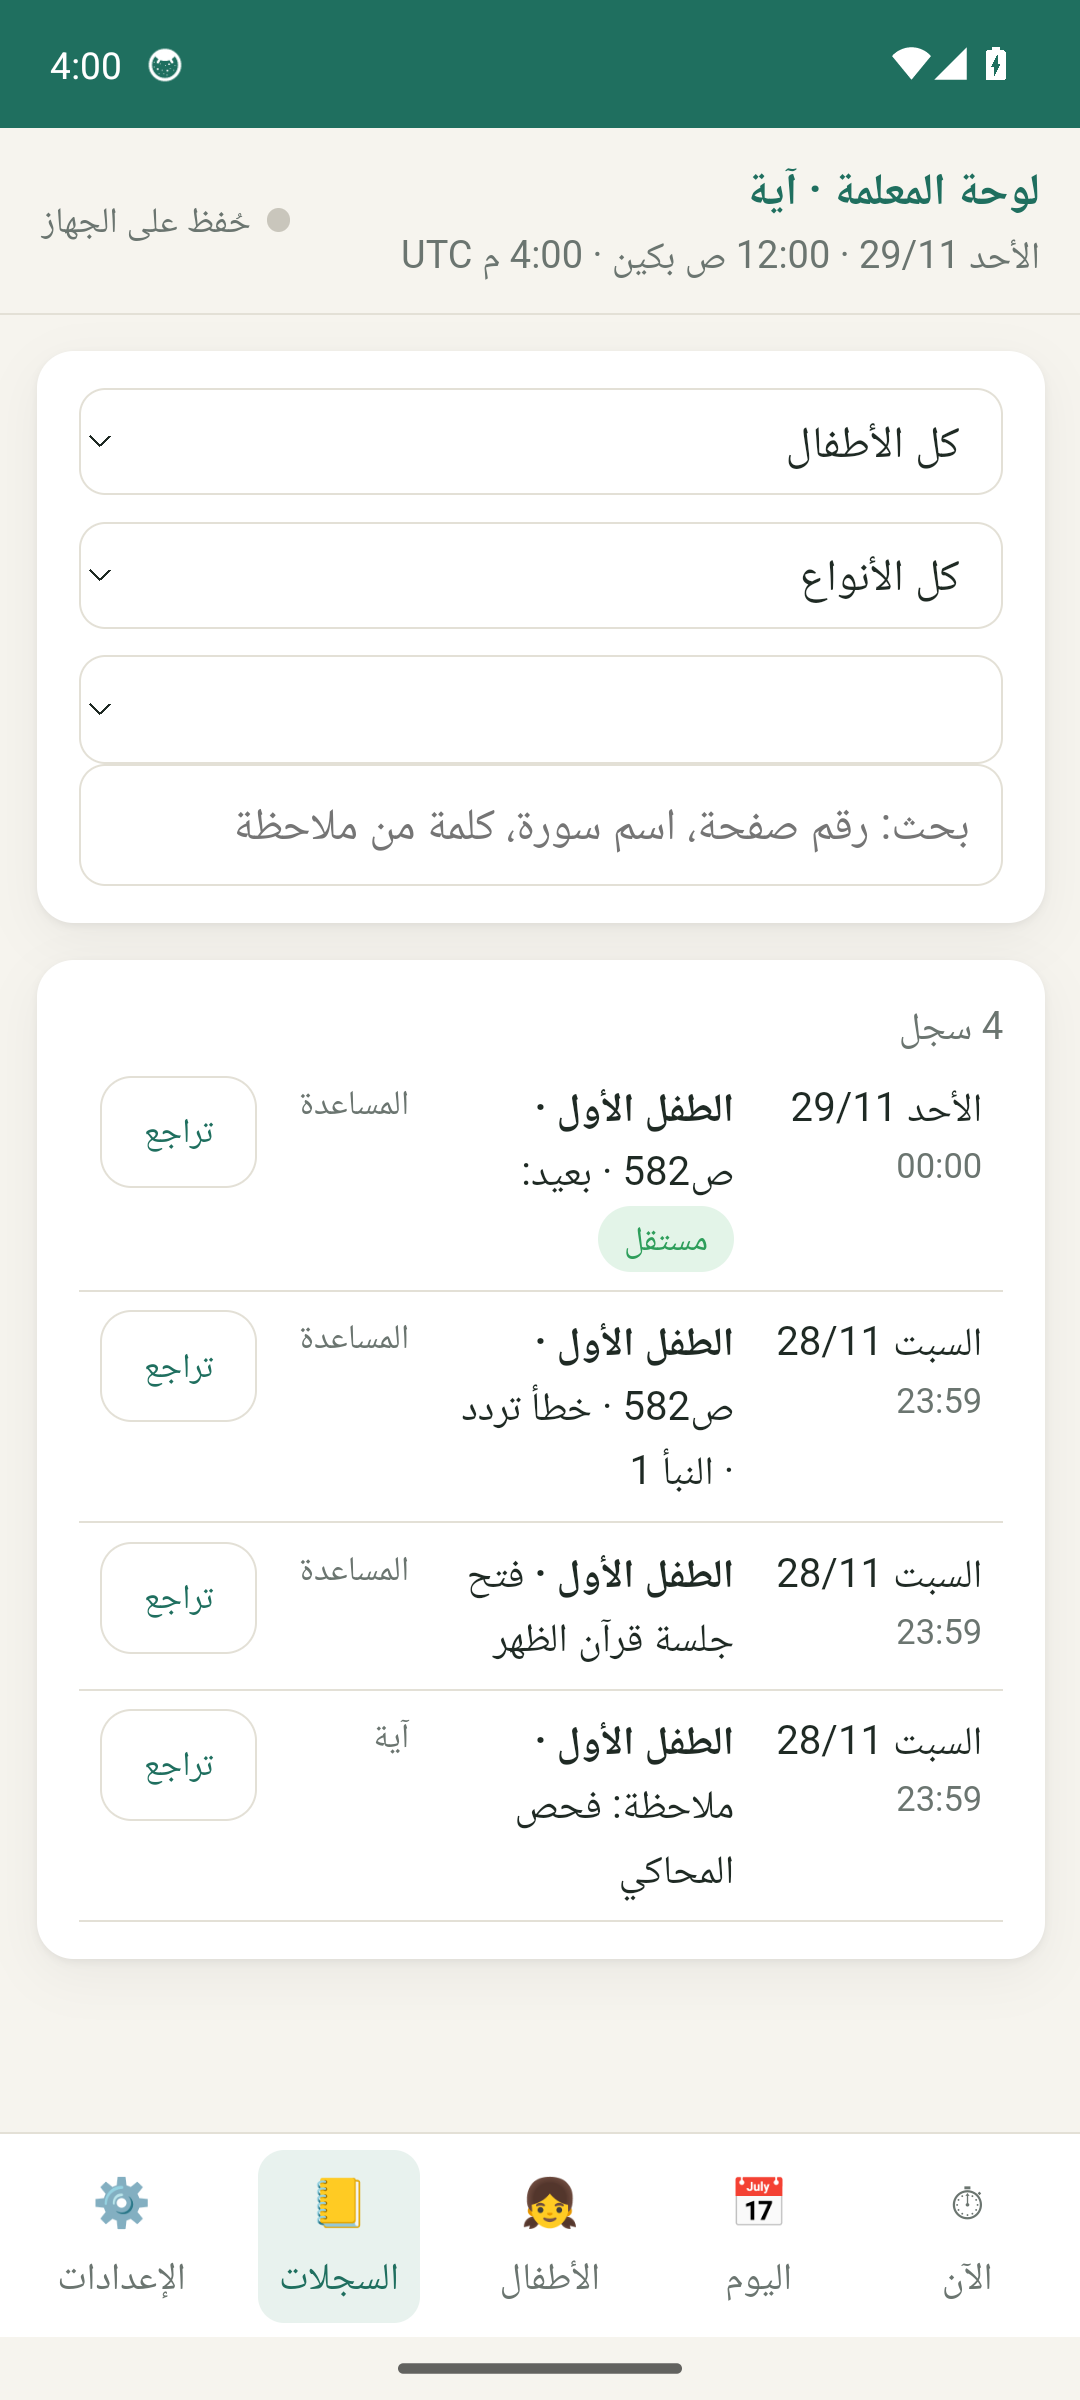 4:00
لوحة المعلمة · آية
الأحد 29/11 · 12:00 ص بكين · 4:00 م UTC
حُفظ على الجهاز
كل الأطفال
كل الأنواع
بحث: رقم صفحة، اسم سورة، كلمة من ملاحظة
4 سجل
الأحد 29/11
00:00
الطفل الأول ·
ص582 · بعيد:
مستقل
المساعدة
تراجع
السبت 28/11
23:59
الطفل الأول ·
ص582 · خطأ تردد
· النبأ 1
المساعدة
تراجع
السبت 28/11
23:59
الطفل الأول · فتح
جلسة قرآن الظهر
المساعدة
تراجع
السبت 28/11
23:59
الطفل الأول ·
ملاحظة: فحص
المحاكي
آية
تراجع
الآن
July
17
اليوم
الأطفال
السجلات
الإعدادات